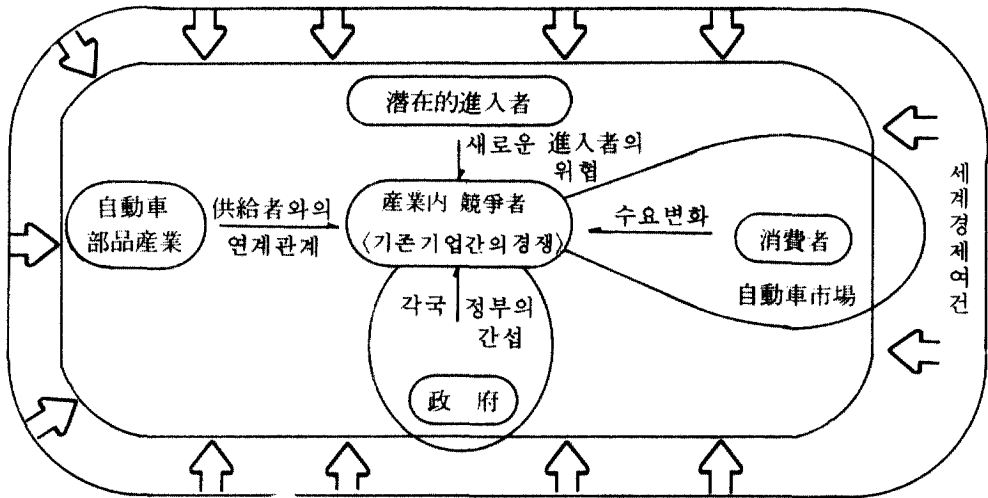 潛在的進入者
새로운 進入者의
위협
自動車
部品産業
供給者와의
연계관계
産業內 競爭者
〈기존기업간의 경쟁〉
수요변화
消費者
自動車市場
각국 정부의
간섭
政 府
세계경제여건